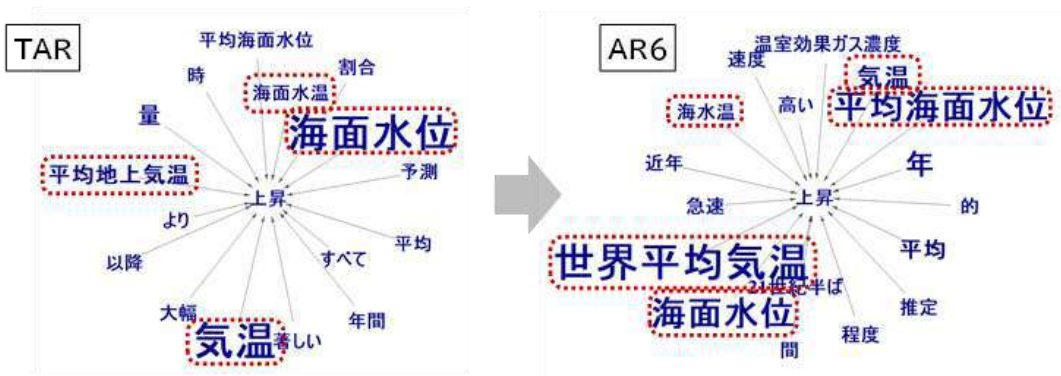 TAR
平均海面水位
時
割合
海面水温
量
海面水位
平均地上気温
予測
上昇
より
以降
すべて
平均
大幅
年間
気温
著しい
AR6
温室効果ガス濃度
速度
気温
海水温
高い
平均海面水位
近年
年
上昇
急速
的
平均
世界平均気温
21世紀半ば
海面水位
推定
程度
間